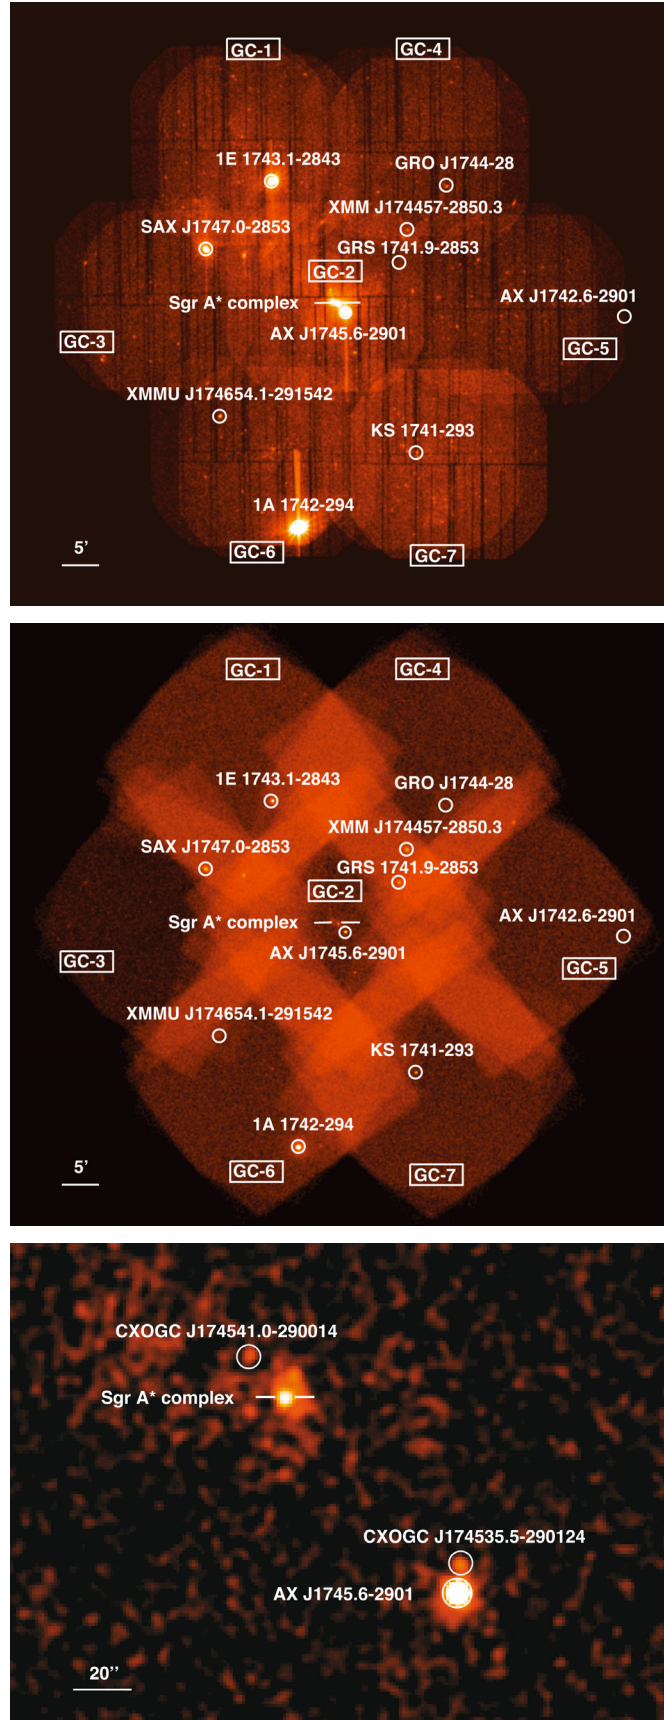 GC-1
GC-4
1E 1743.1-2843
GRO J1744-28
XMM J174457-2850.3
SAX J1747.0-2853
GRS 1741.9-2853
GC-2
AX J1742.6-2901
Sgr A* complex
AX J1745.6-2901
GC-3
GC-5
XMMU J174654.1-291542
KS 1741-293
1A 1742-294
5’
GC-6
GC-7
GC-1
GC-4
1E 1743.1-2843
GRO J1744-28
XMM J174457-2850.3
SAX J1747.0-2853
GRS 1741.9-2853
GC-2
AX J1742.6-2901
Sgr A* complex
AX J1745.6-2901
GC-3
GC-5
XMMU J174654.1-291542
KS 1741-293
1A 1742-294
5’
GC-6
GC-7
CXOGC J174541.0-290014
Sgr A* complex
CXOGC J174535.5-290124
AX J1745.6-2901
20’’